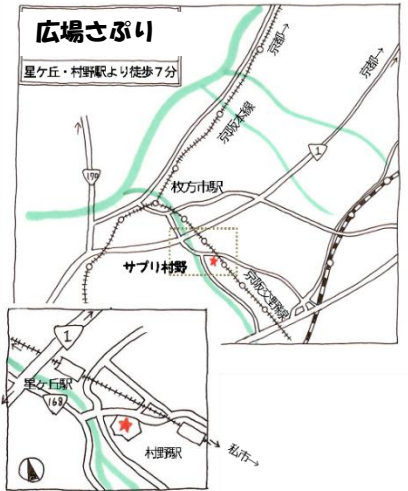 広場さぷり
星ケ丘・村野駅より徒歩7分
京都→
京都→
京阪本線
1
170
枚方市駅
サプリ村野
京阪交野線
1
星ケ丘駅
168
村野駅
私市→